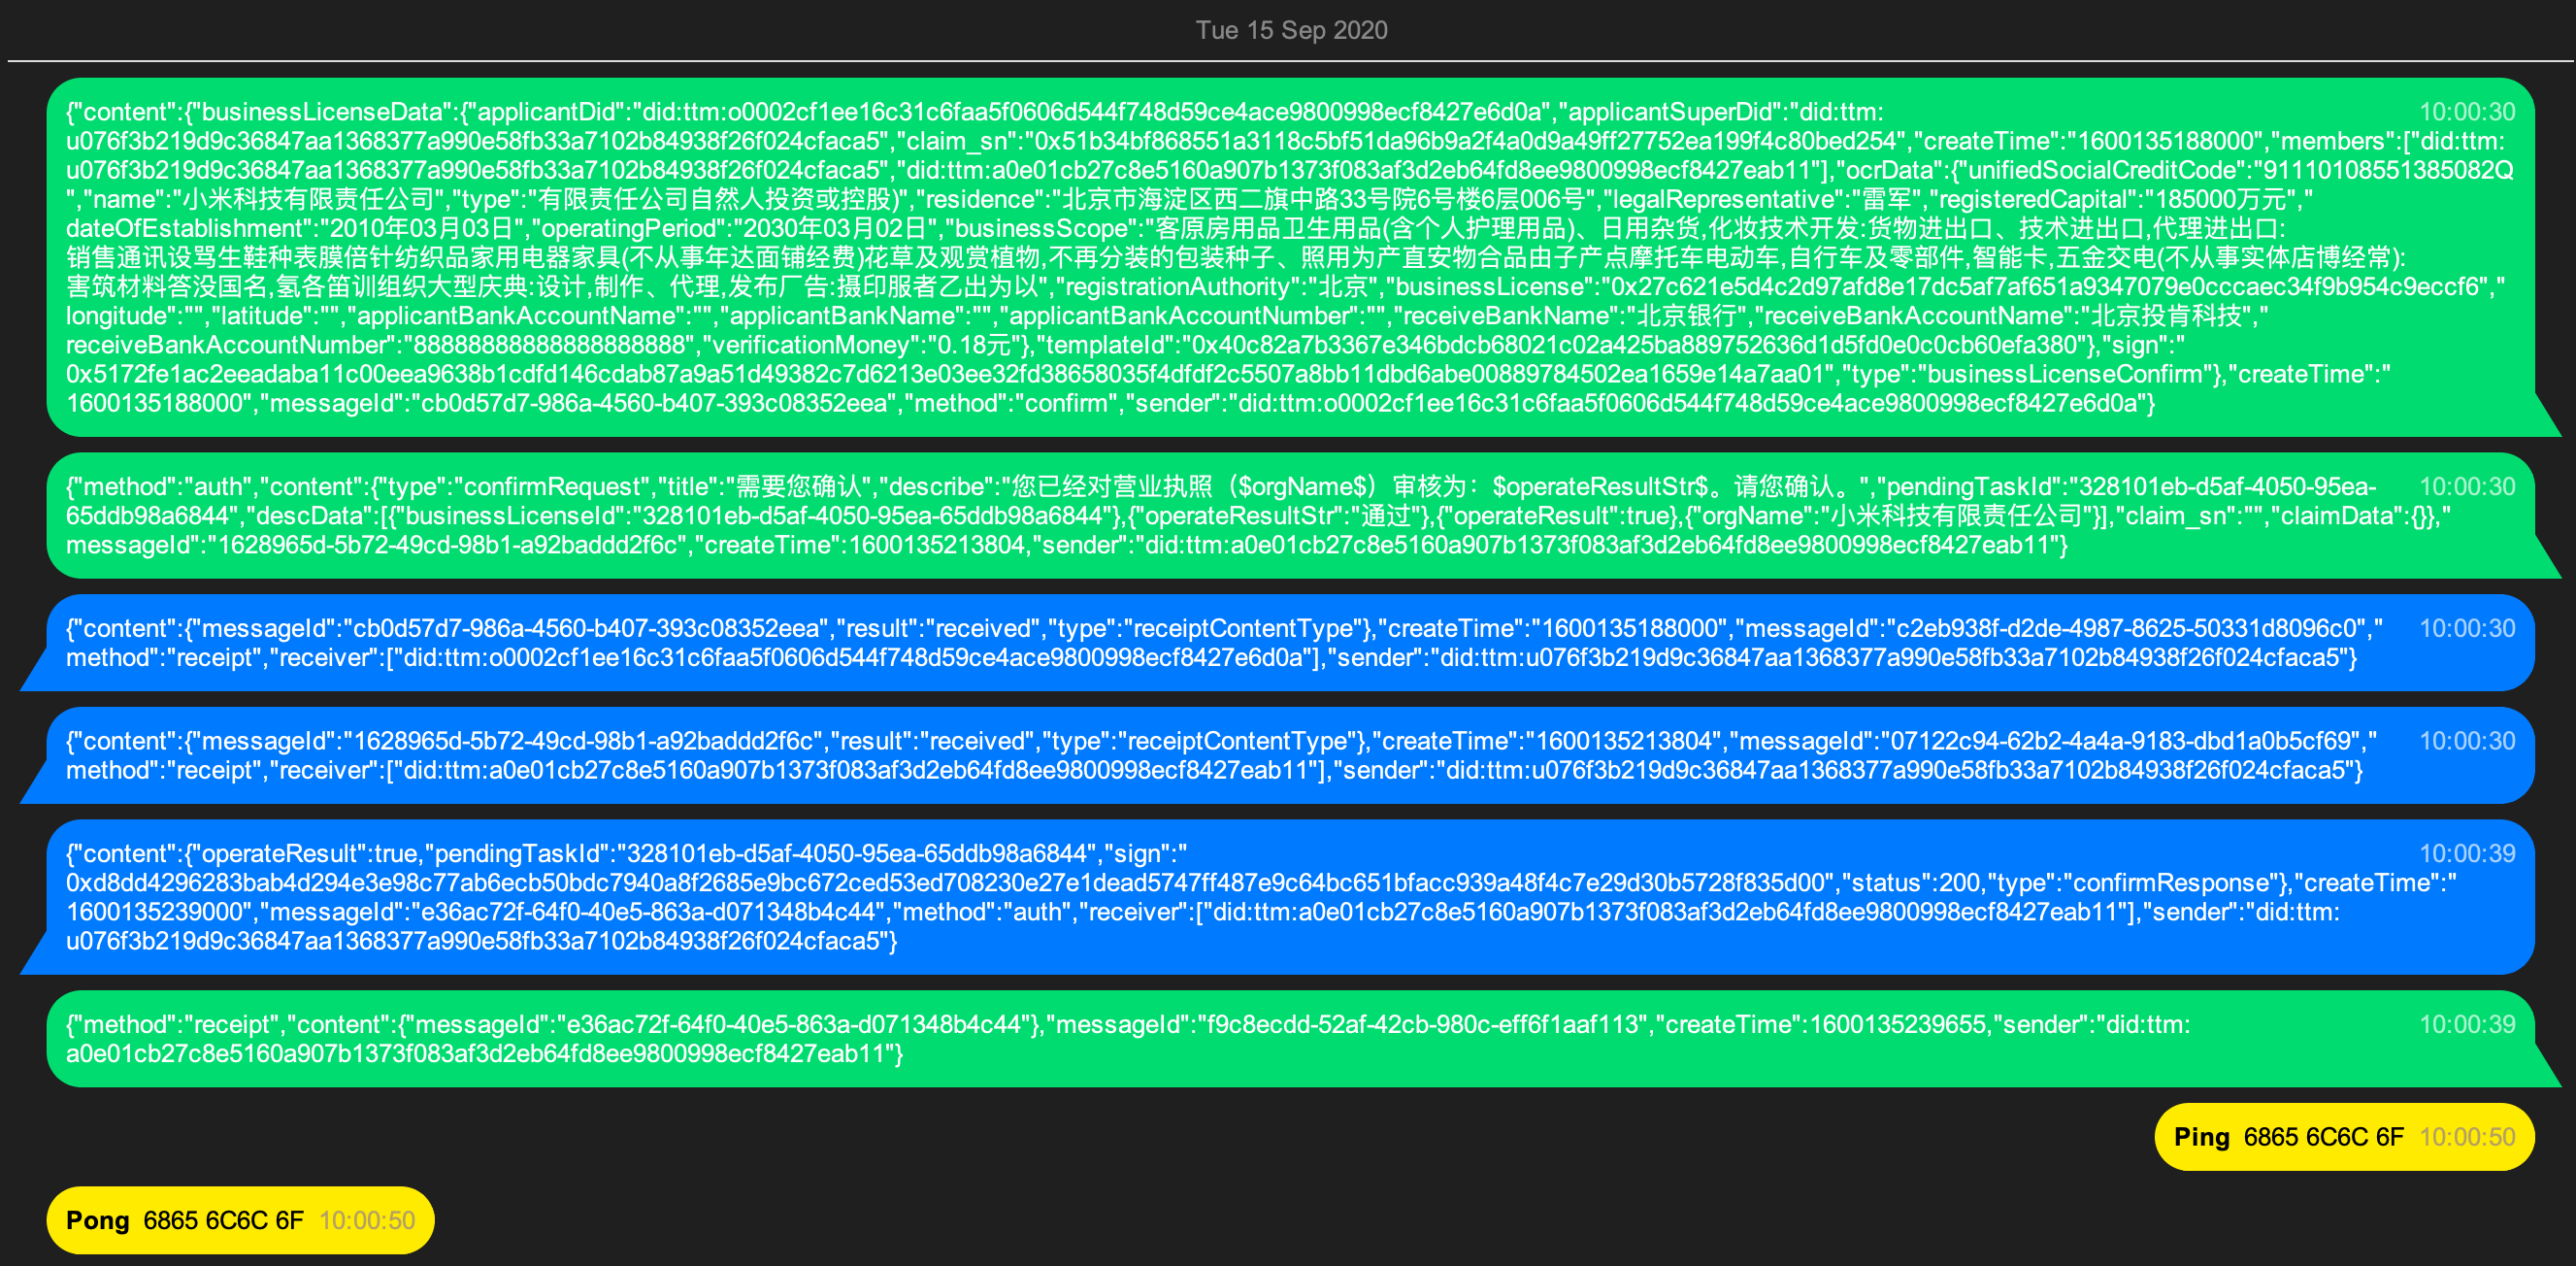 Tue 15 Sep 2020
{"content":{"businessLicenseData":{"applicantDid":"did:ttm:o0002cf1ee16c31c6faa5f0606d544f748d59ce4ace9800998ecf8427e6d0a","applicantSuperDid":"did:ttm: 10:00:30
u076f3b219d9c36847aa1368377a990e58fb33a7102b84938f26f024cfaca5","claim_sn":"0x51b34bf868551a3118c5bf51da96b9a2f4a0d9a49ff27752ea199f4c80bed254","createTime":"1600135188000","members":["did:ttm:
u076f3b219d9c36847aa1368377a990e58fb33a7102b84938f26f024cfaca5","did:ttm:a0e01cb27c8e5160a907b1373f083af3d2eb64fd8ee9800998ecf8427eab11"],"ocrData":{"unifiedSocialCreditCode":"91110108551385082Q
","name":"小米科技有限责任公司","type":"有限责任公司自然人投资或控股)","residence":"北京市海淀区西二旗中路33号院6号楼6层006号","legalRepresentative":"雷军","registeredCapital":"185000万元","
dateOfEstablishment":"2010年03月03日","operatingPeriod":"2030年03月02日","businessScope":"客原房用品卫生用品(含个人护理用品)、日用杂货,化妆技术开发:货物进出口、技术进出口,代理进出口:
销售通讯设骂生鞋种表膜倍针纺织品家用电器家具(不从事年达面铺经费)花草及观赏植物,不再分装的包装种子、照用为产直安物合品由子产点摩托车电动车,自行车及零部件,智能卡,五金交电(不从事实体店博经常):
害筑材料答没国名,氢各笛训组织大型庆典:设计,制作、代理,发布广告:摄印服者乙出为以","registrationAuthority":"北京","businessLicense":"0x27c621e5d4c2d97afd8e17dc5af7af651a9347079e0cccaec34f9b954c9eccf6","
longitude":"","latitude":"","applicantBankAccountName":"","applicantBankName":"","applicantBankAccountNumber":"","receiveBankName":"北京银行","receiveBankAccountName":"北京投肯科技","
receiveBankAccountNumber":"88888888888888888888","verificationMoney":"0.18元"},"templateId":"0x40c82a7b3367e346bdcb68021c02a425ba889752636d1d5fd0e0c0cb60efa380"},"sign":"
0x5172fe1ac2eeadaba11c00eea9638b1cdfd146cdab87a9a51d49382c7d6213e03ee32fd38658035f4dfdf2c5507a8bb11dbd6abe00889784502ea1659e14a7aa01","type":"businessLicenseConfirm"},"createTime":"
1600135188000","messageId":"cb0d57d7-986a-4560-b407-393c08352eea","method":"confirm","sender":"did:ttm:o0002cf1ee16c31c6faa5f0606d544f748d59ce4ace9800998ecf8427e6d0a"}
{"method":"auth","content":{"type":"confirmRequest","title":"需要您确认","describe":"您已经对营业执照（$orgName$）审核为：$operateResultStr$。请您确认。","pendingTaskId":"328101eb-d5af-4050-95ea- 10:00:30
65ddb98a6844","descData":[{"businessLicenseId":"328101eb-d5af-4050-95ea-65ddb98a6844"},{"operateResultStr":"通过"},{"operateResult":true},{"orgName":"小米科技有限责任公司"}],"claim_sn":"","claimData":{}},"
messageId":"1628965d-5b72-49cd-98b1-a92baddd2f6c","createTime":1600135213804,"sender":"did:ttm:a0e01cb27c8e5160a907b1373f083af3d2eb64fd8ee9800998ecf8427eab11"}
{"content":{"messageId":"cb0d57d7-986a-4560-b407-393c08352eea","result":"received","type":"receiptContentType"},"createTime":"1600135188000","messageId":"c2eb938f-d2de-4987-8625-50331d8096c0"," 10:00:30
method":"receipt","receiver":["did:ttm:o0002cf1ee16c31c6faa5f0606d544f748d59ce4ace9800998ecf8427e6d0a"],"sender":"did:ttm:u076f3b219d9c36847aa1368377a990e58fb33a7102b84938f26f024cfaca5"}
{"content":{"messageId":"1628965d-5b72-49cd-98b1-a92baddd2f6c","result":"received","type":"receiptContentType"},"createTime":"1600135213804","messageId":"07122c94-62b2-4a4a-9183-dbd1a0b5cf69"," 10:00:30
method":"receipt","receiver":["did:ttm:a0e01cb27c8e5160a907b1373f083af3d2eb64fd8ee9800998ecf8427eab11"],"sender":"did:ttm:u076f3b219d9c36847aa1368377a990e58fb33a7102b84938f26f024cfaca5"}
{"content":{"operateResult":true,"pendingTaskId":"328101eb-d5af-4050-95ea-65ddb98a6844","sign":" 10:00:39
0xd8dd4296283bab4d294e3e98c77ab6ecb50bdc7940a8f2685e9bc672ced53ed708230e27e1dead5747ff487e9c64bc651bfacc939a48f4c7e29d30b5728f835d00","status":200,"type":"confirmResponse"},"createTime":"
1600135239000","messageId":"e36ac72f-64f0-40e5-863a-d071348b4c44","method":"auth","receiver":["did:ttm:a0e01cb27c8e5160a907b1373f083af3d2eb64fd8ee9800998ecf8427eab11"],"sender":"did:ttm:
u076f3b219d9c36847aa1368377a990e58fb33a7102b84938f26f024cfaca5"}
{"method":"receipt","content":{"messageId":"e36ac72f-64f0-40e5-863a-d071348b4c44"},"messageId":"f9c8ecdd-52af-42cb-980c-eff6f1aaf113","createTime":1600135239655,"sender":"did:ttm: 10:00:39
a0e01cb27c8e5160a907b1373f083af3d2eb64fd8ee9800998ecf8427eab11"}
Ping 6865 6C6C 6F 10:00:50
Pong 6865 6C6C 6F 10:00:50